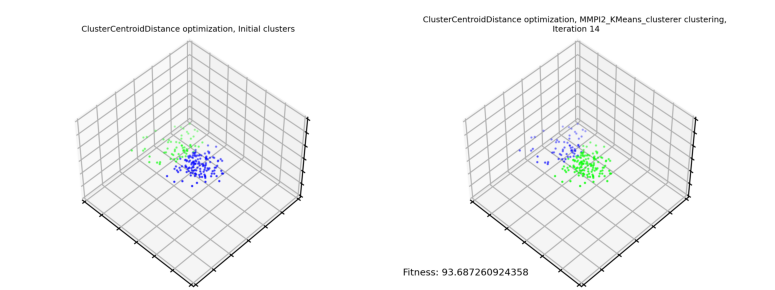 ClusterCentroidDistance optimization, Initial clusters
ClusterCentroidDistance optimization, MMPI2_KMeans_clusterer clustering,
Iteration 14
Fitness: 93.687260924358